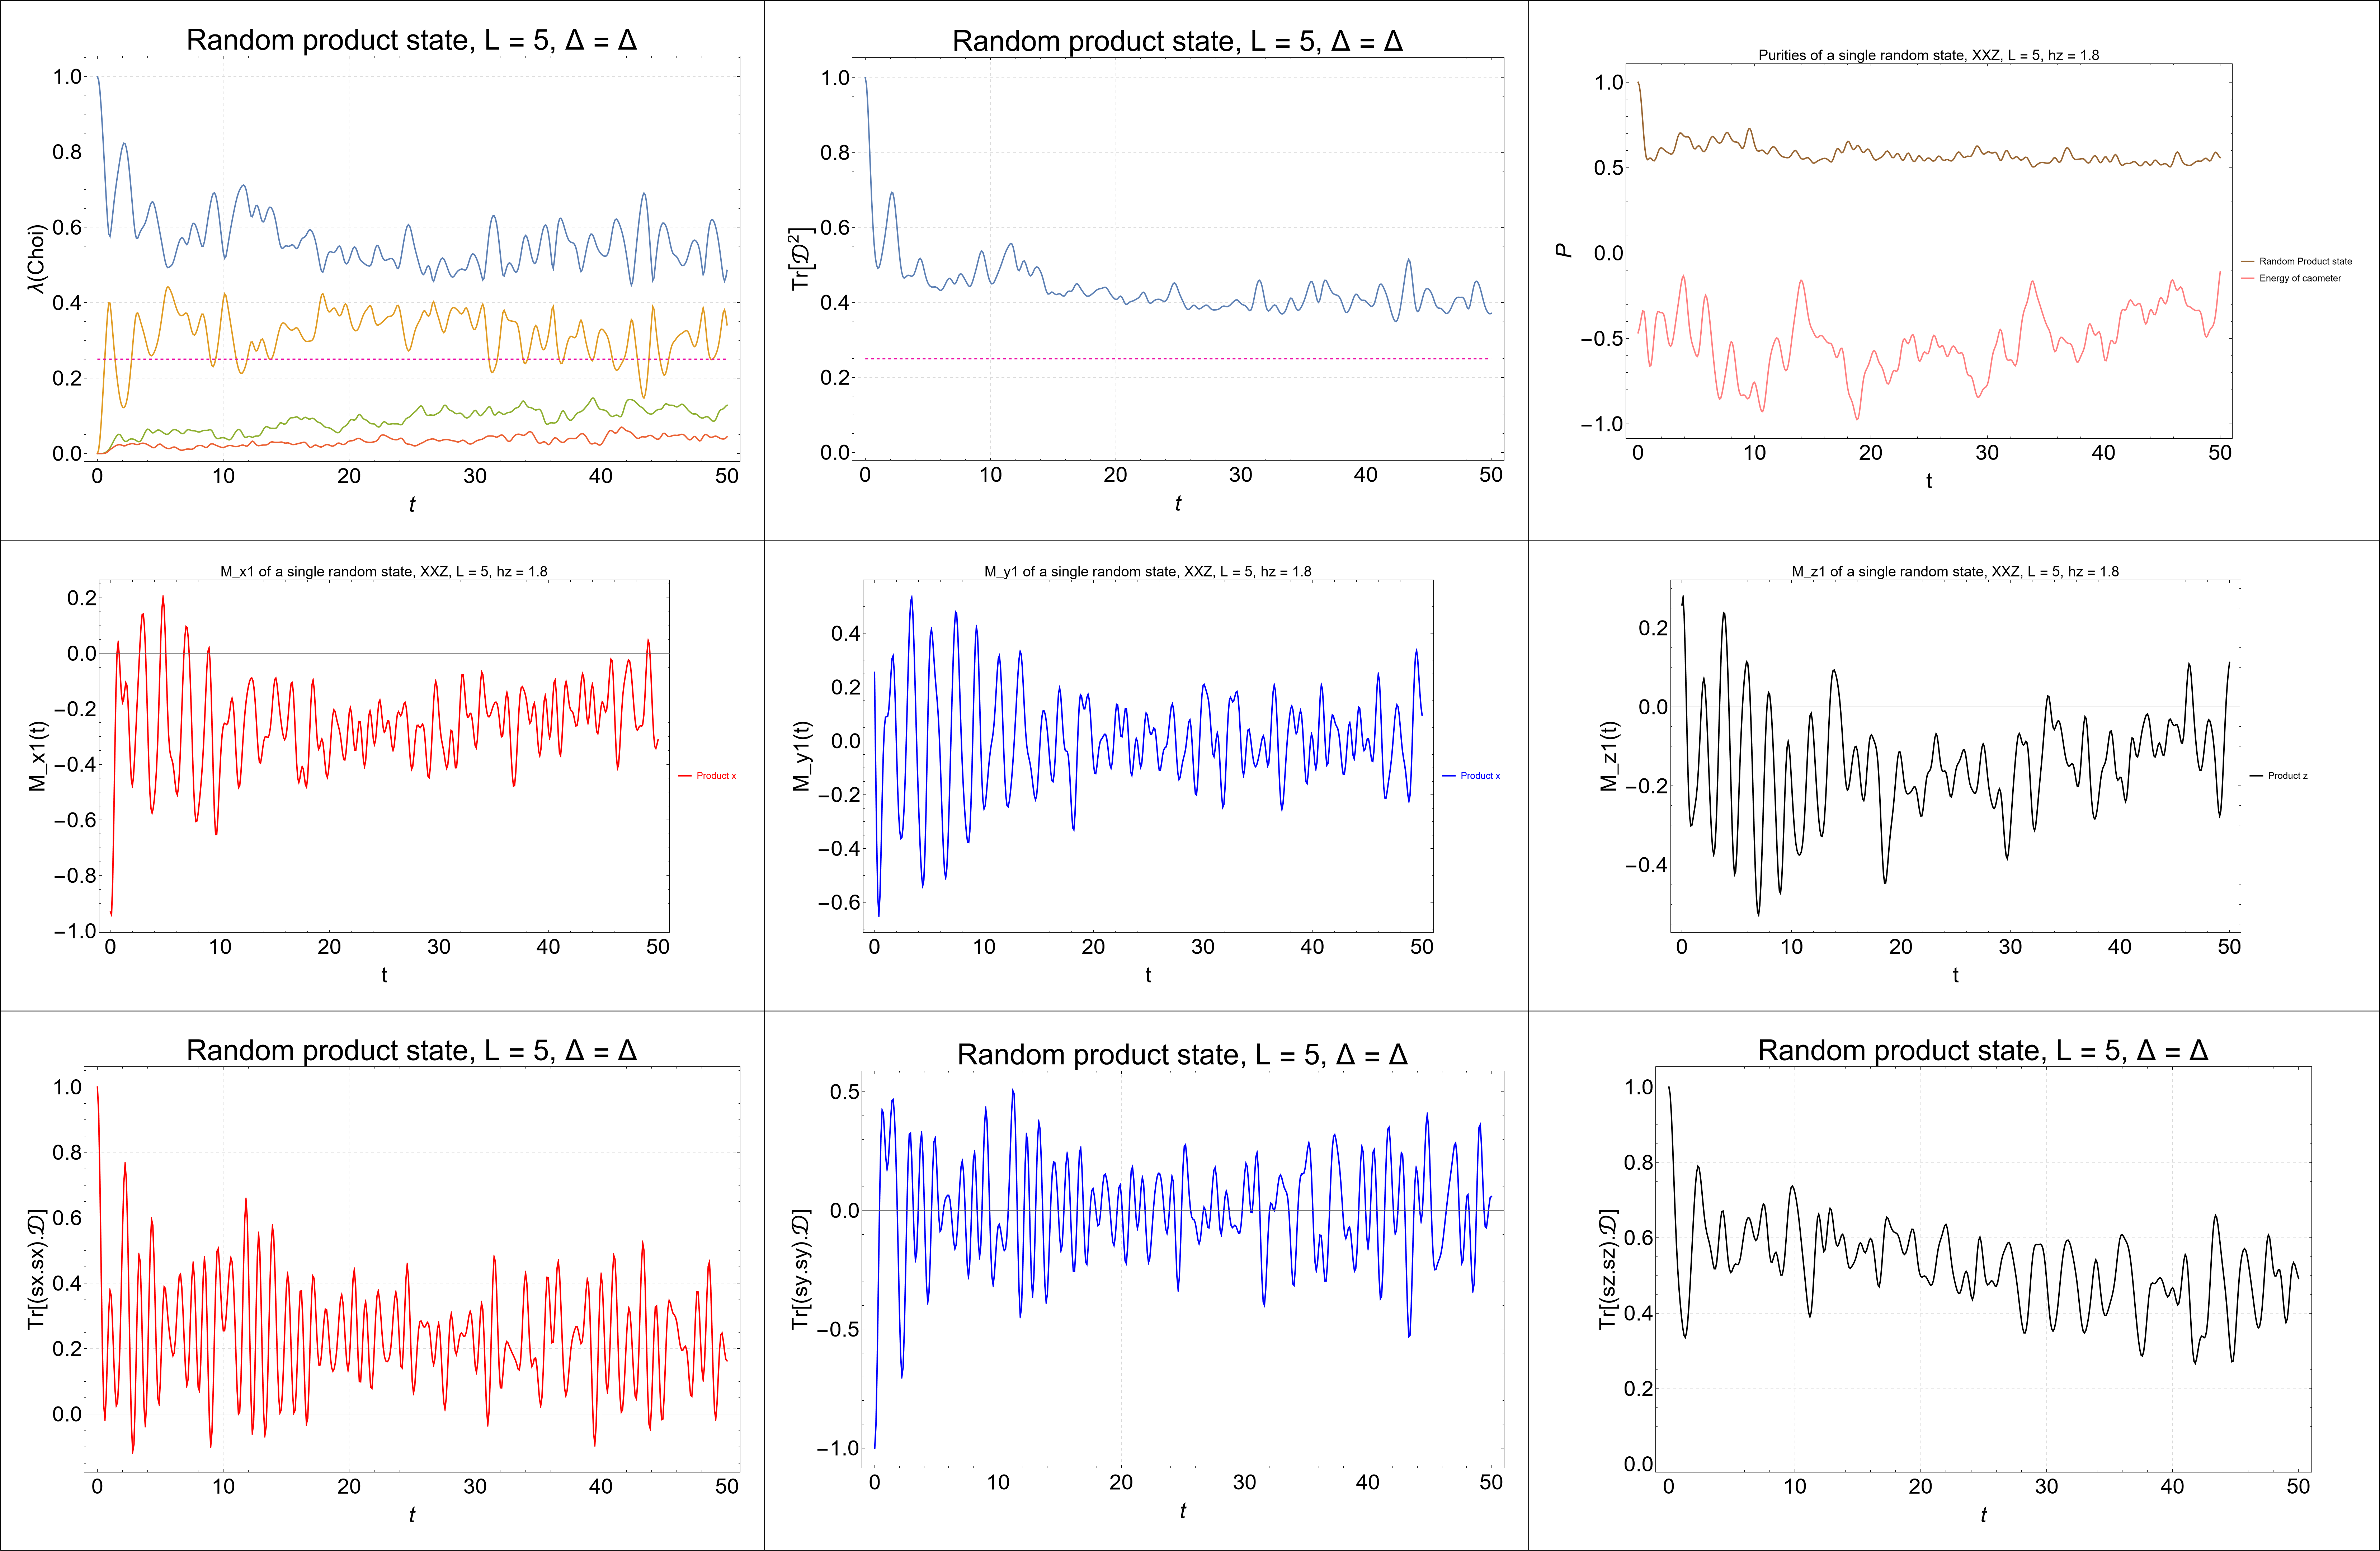 Random product state, L = 5, Δ = Δ
λ(Choi)
1.0
0.8
0.6
0.4
0.2
0.0
0 10 20 30 40 50
t
Random product state, L = 5, Δ = Δ
Tr[𝒟²]
1.0
0.8
0.6
0.4
0.2
0.0
0 10 20 30 40 50
t
Purities of a single random state, XXZ, L = 5, hz = 1.8
P
1.0
0.5
0.0
−0.5
−1.0
0 10 20 30 40 50
t
Random Product state
Energy of caometer
M_x1 of a single random state, XXZ, L = 5, hz = 1.8
M_x1(t)
0.2
0.0
−0.2
−0.4
−0.6
−0.8
−1.0
0 10 20 30 40 50
t
Product x
M_y1 of a single random state, XXZ, L = 5, hz = 1.8
M_y1(t)
0.4
0.2
0.0
−0.2
−0.4
−0.6
0 10 20 30 40 50
t
Product x
M_z1 of a single random state, XXZ, L = 5, hz = 1.8
M_z1(t)
0.2
0.0
−0.2
−0.4
0 10 20 30 40 50
t
Product z
Random product state, L = 5, Δ = Δ
Tr[(sx.sx).𝒟]
1.0
0.8
0.6
0.4
0.2
0.0
0 10 20 30 40 50
t
Random product state, L = 5, Δ = Δ
Tr[(sy.sy).𝒟]
0.5
0.0
−0.5
−1.0
0 10 20 30 40 50
t
Random product state, L = 5, Δ = Δ
Tr[(sz.sz).𝒟]
1.0
0.8
0.6
0.4
0.2
0.0
0 10 20 30 40 50
t